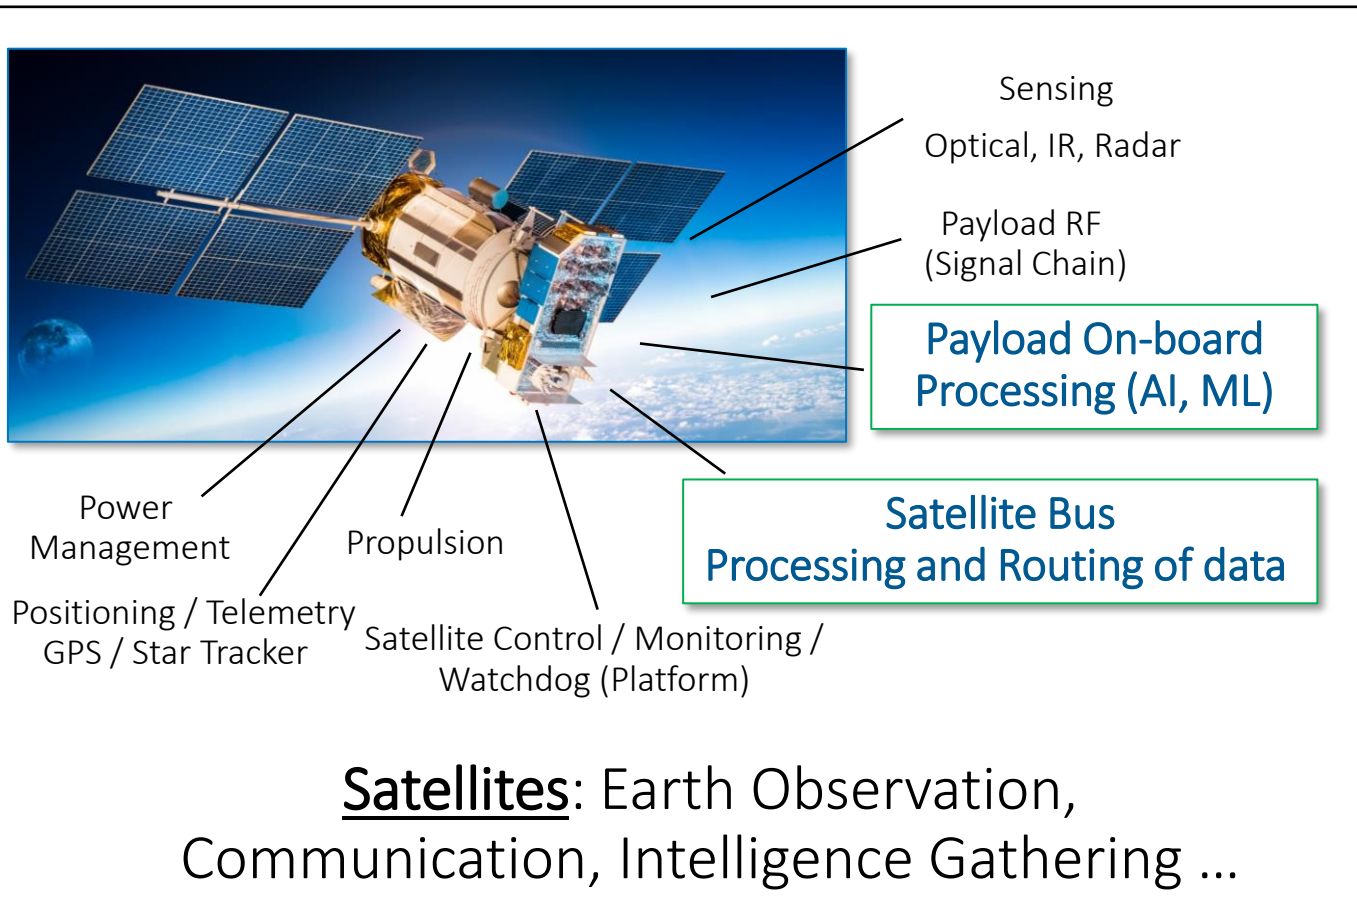 Sensing
Optical, IR, Radar
Payload RF
(Signal Chain)
Payload On-board
Processing (AI, ML)
Satellite Bus
Processing and Routing of data
Power
Management
Propulsion
Positioning / Telemetry
GPS / Star Tracker
Satellite Control / Monitoring /
Watchdog (Platform)
Satellites: Earth Observation,
Communication, Intelligence Gathering ...